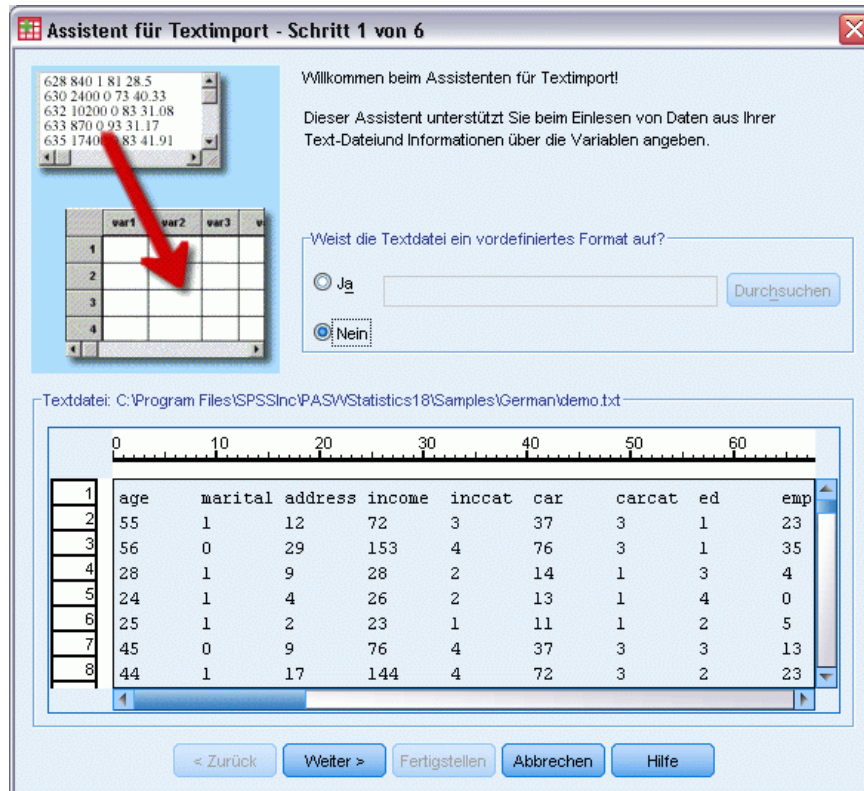 Assistent für Textimport - Schritt 1 von 6
628 840 1 81 28.5
630 2400 0 73 40.33
632 10200 0 83 31.08
633 870 0 93 31.17
635 1740 83 41.91
var1 var2 var3 v
1
2
3
4
Willkommen beim Assistenten für Textimport!
Dieser Assistent unterstützt Sie beim Einlesen von Daten aus Ihrer
Text-Dateiund Informationen über die Variablen angeben.
Weist die Textdatei ein vordefiniertes Format auf?
Ja
Durchsuchen
Nein
Textdatei: C:\Program Files\SPSSInc\PASWStatistics18\Samples\German\demo.txt
0 10 20 30 40 50 60
1 age marital address income inccat car carcat ed emp
2 55 1 12 72 3 37 3 1 23
3 56 0 29 153 4 76 3 1 35
4 28 1 9 28 2 14 1 3 4
5 24 1 4 26 2 13 1 4 0
6 25 1 2 23 1 11 1 2 5
7 45 0 9 76 4 37 3 3 13
8 44 1 17 144 4 72 3 2 23
< Zurück Weiter > Fertigstellen Abbrechen Hilfe